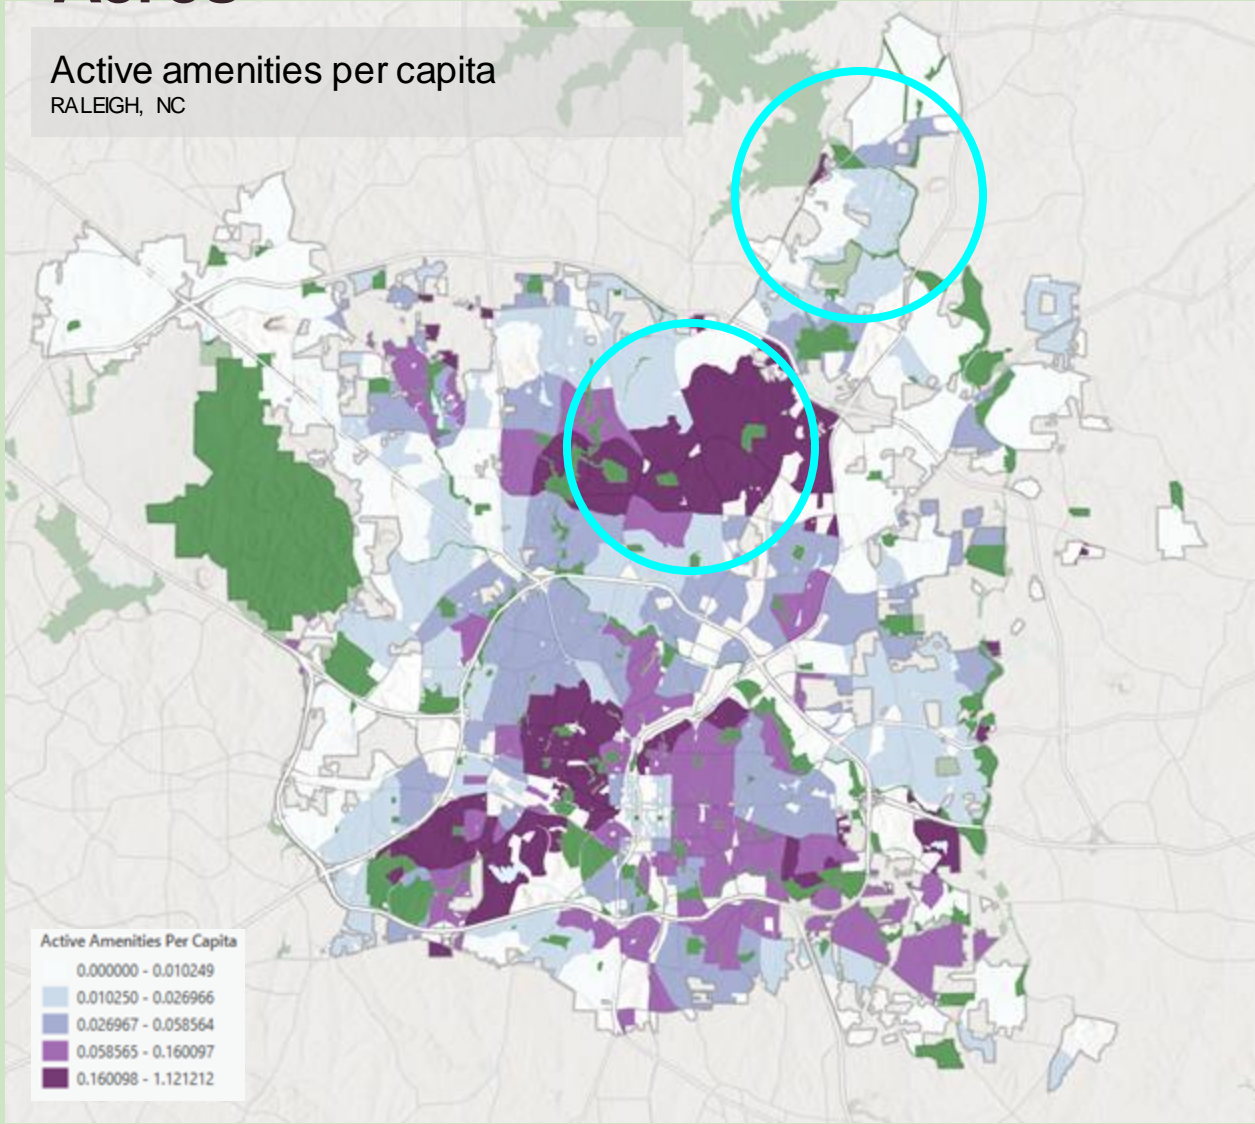 Acres
Active amenities per capita
RALEIGH, NC
Active Amenities Per Capita
0.000000 - 0.010249
0.010250 - 0.026966
0.026967 - 0.058564
0.058565 - 0.160097
0.160098 - 1.121212